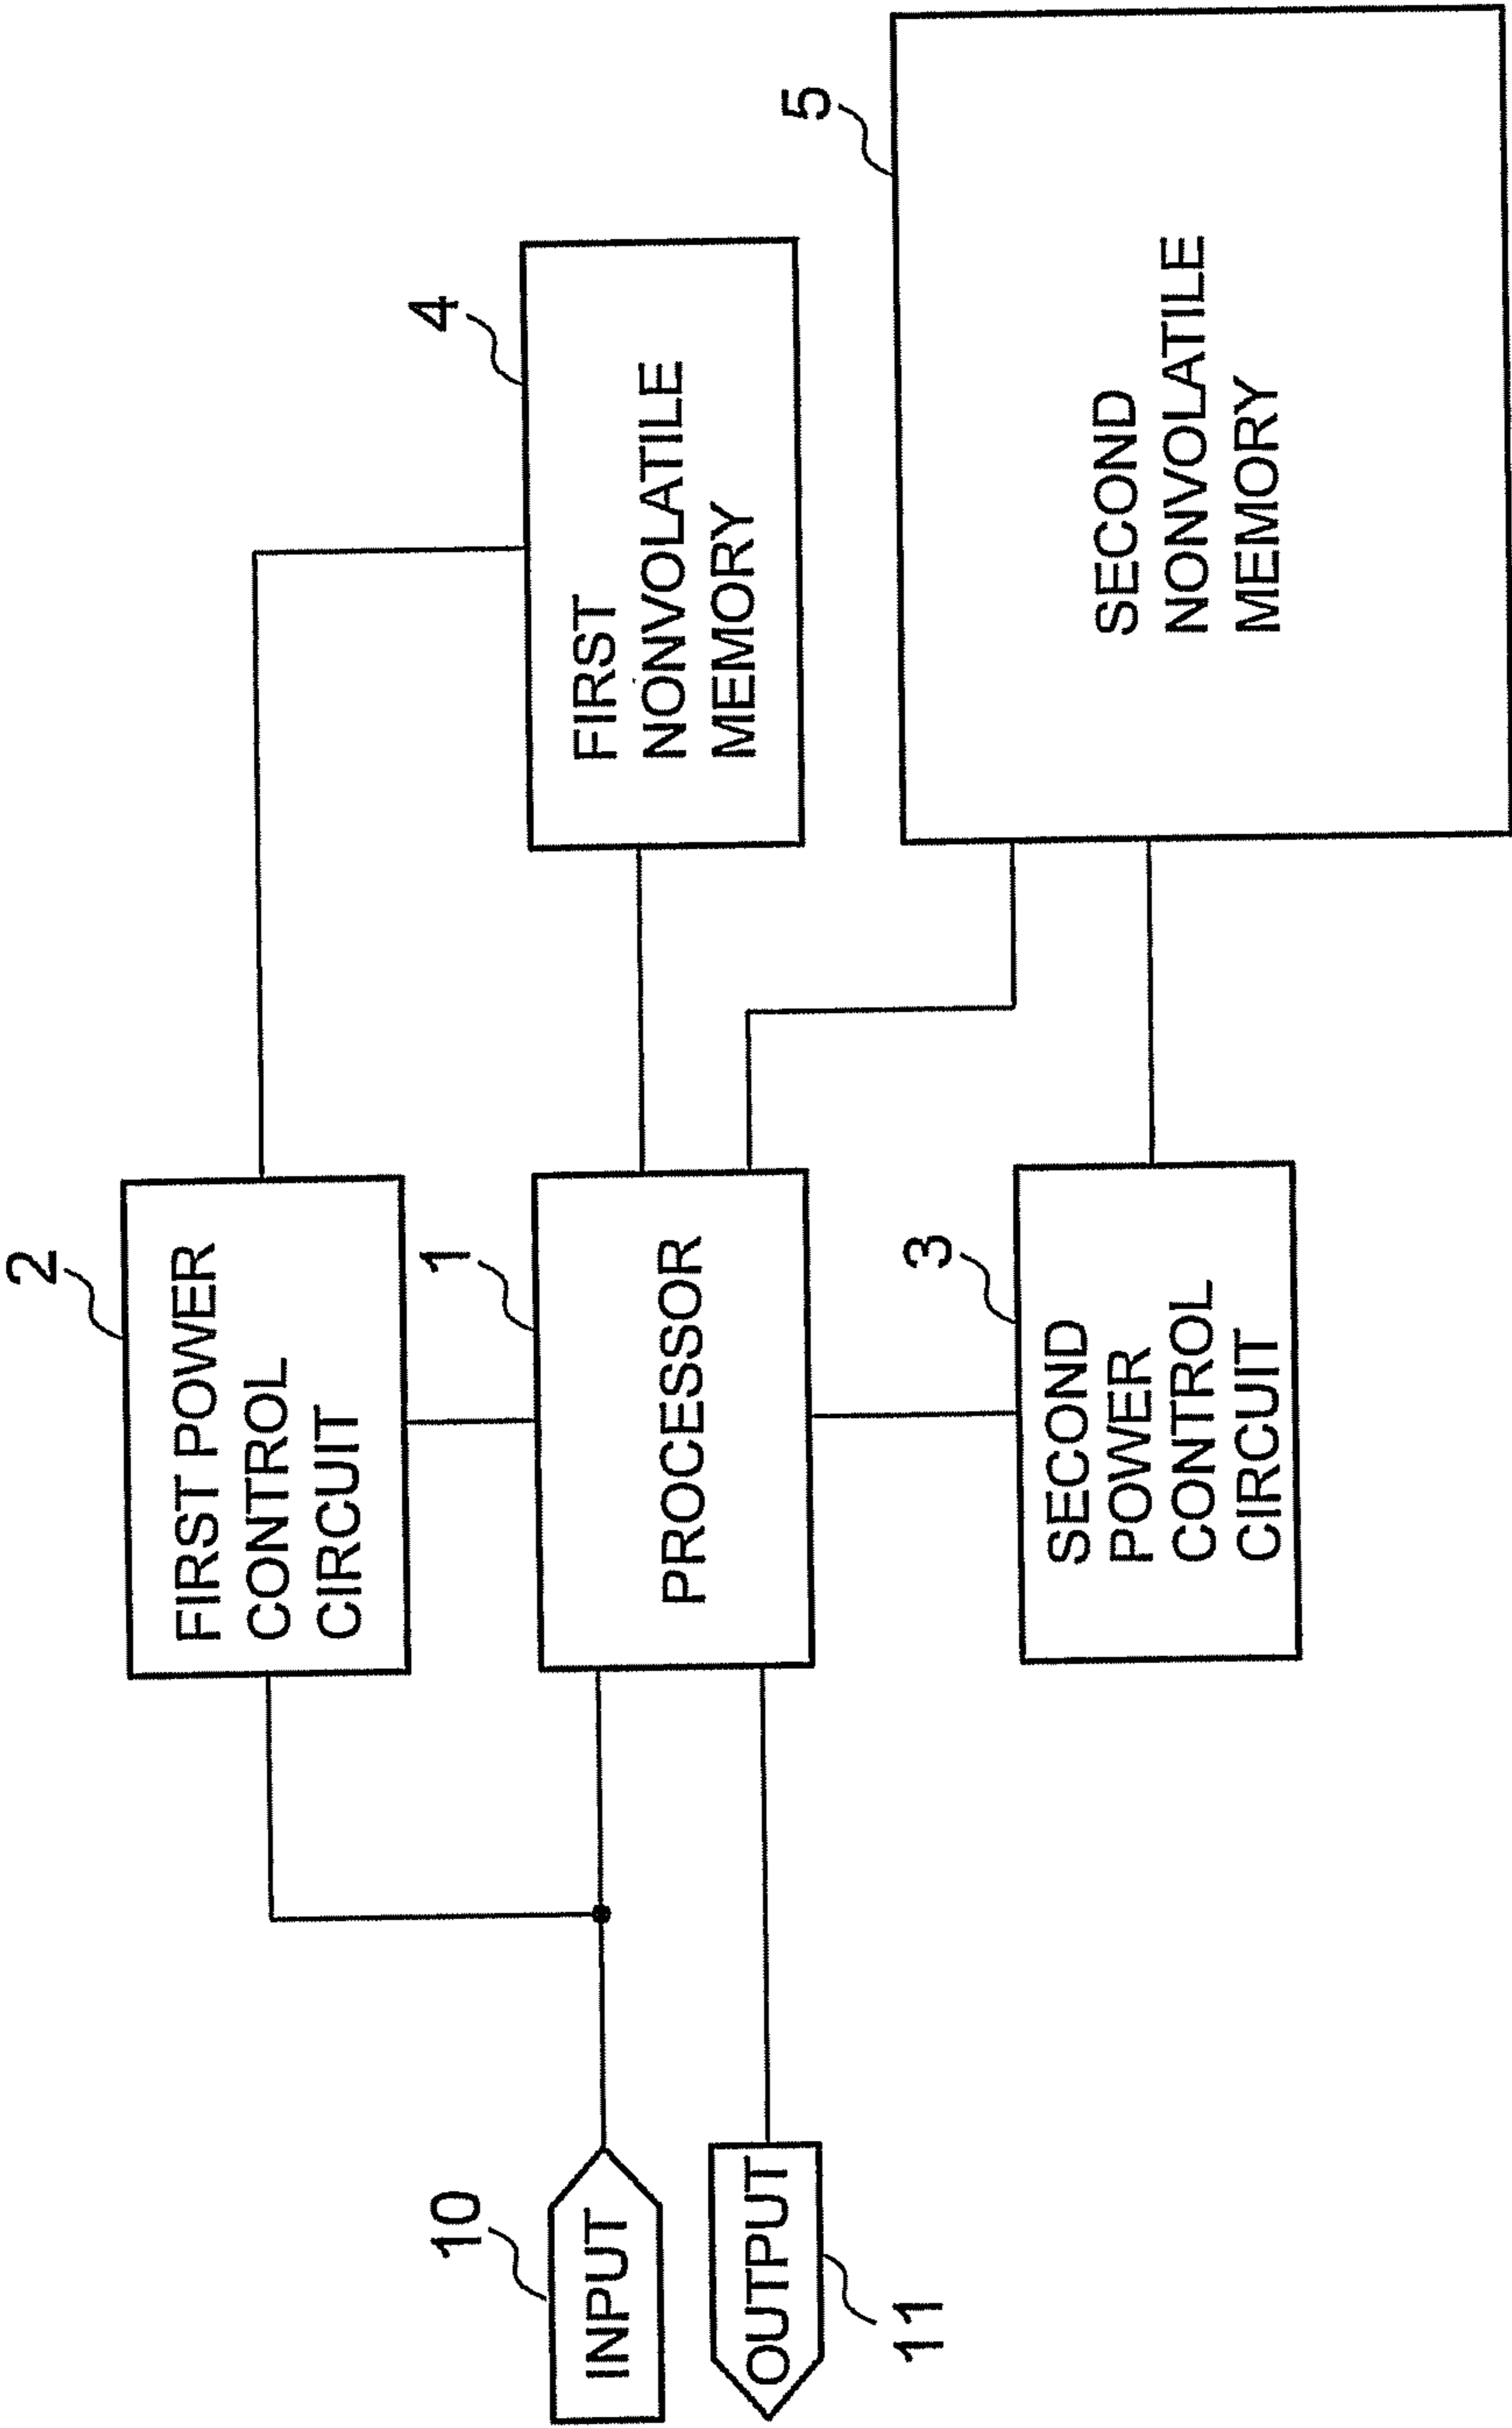 2
FIRST POWER
CONTROL
CIRCUIT
4
FIRST
NONVOLATILE
MEMORY
10
INPUT
1
PROCESSOR
OUTPUT
11
5
SECOND
NONVOLATILE
MEMORY
3
SECOND
POWER
CONTROL
CIRCUIT